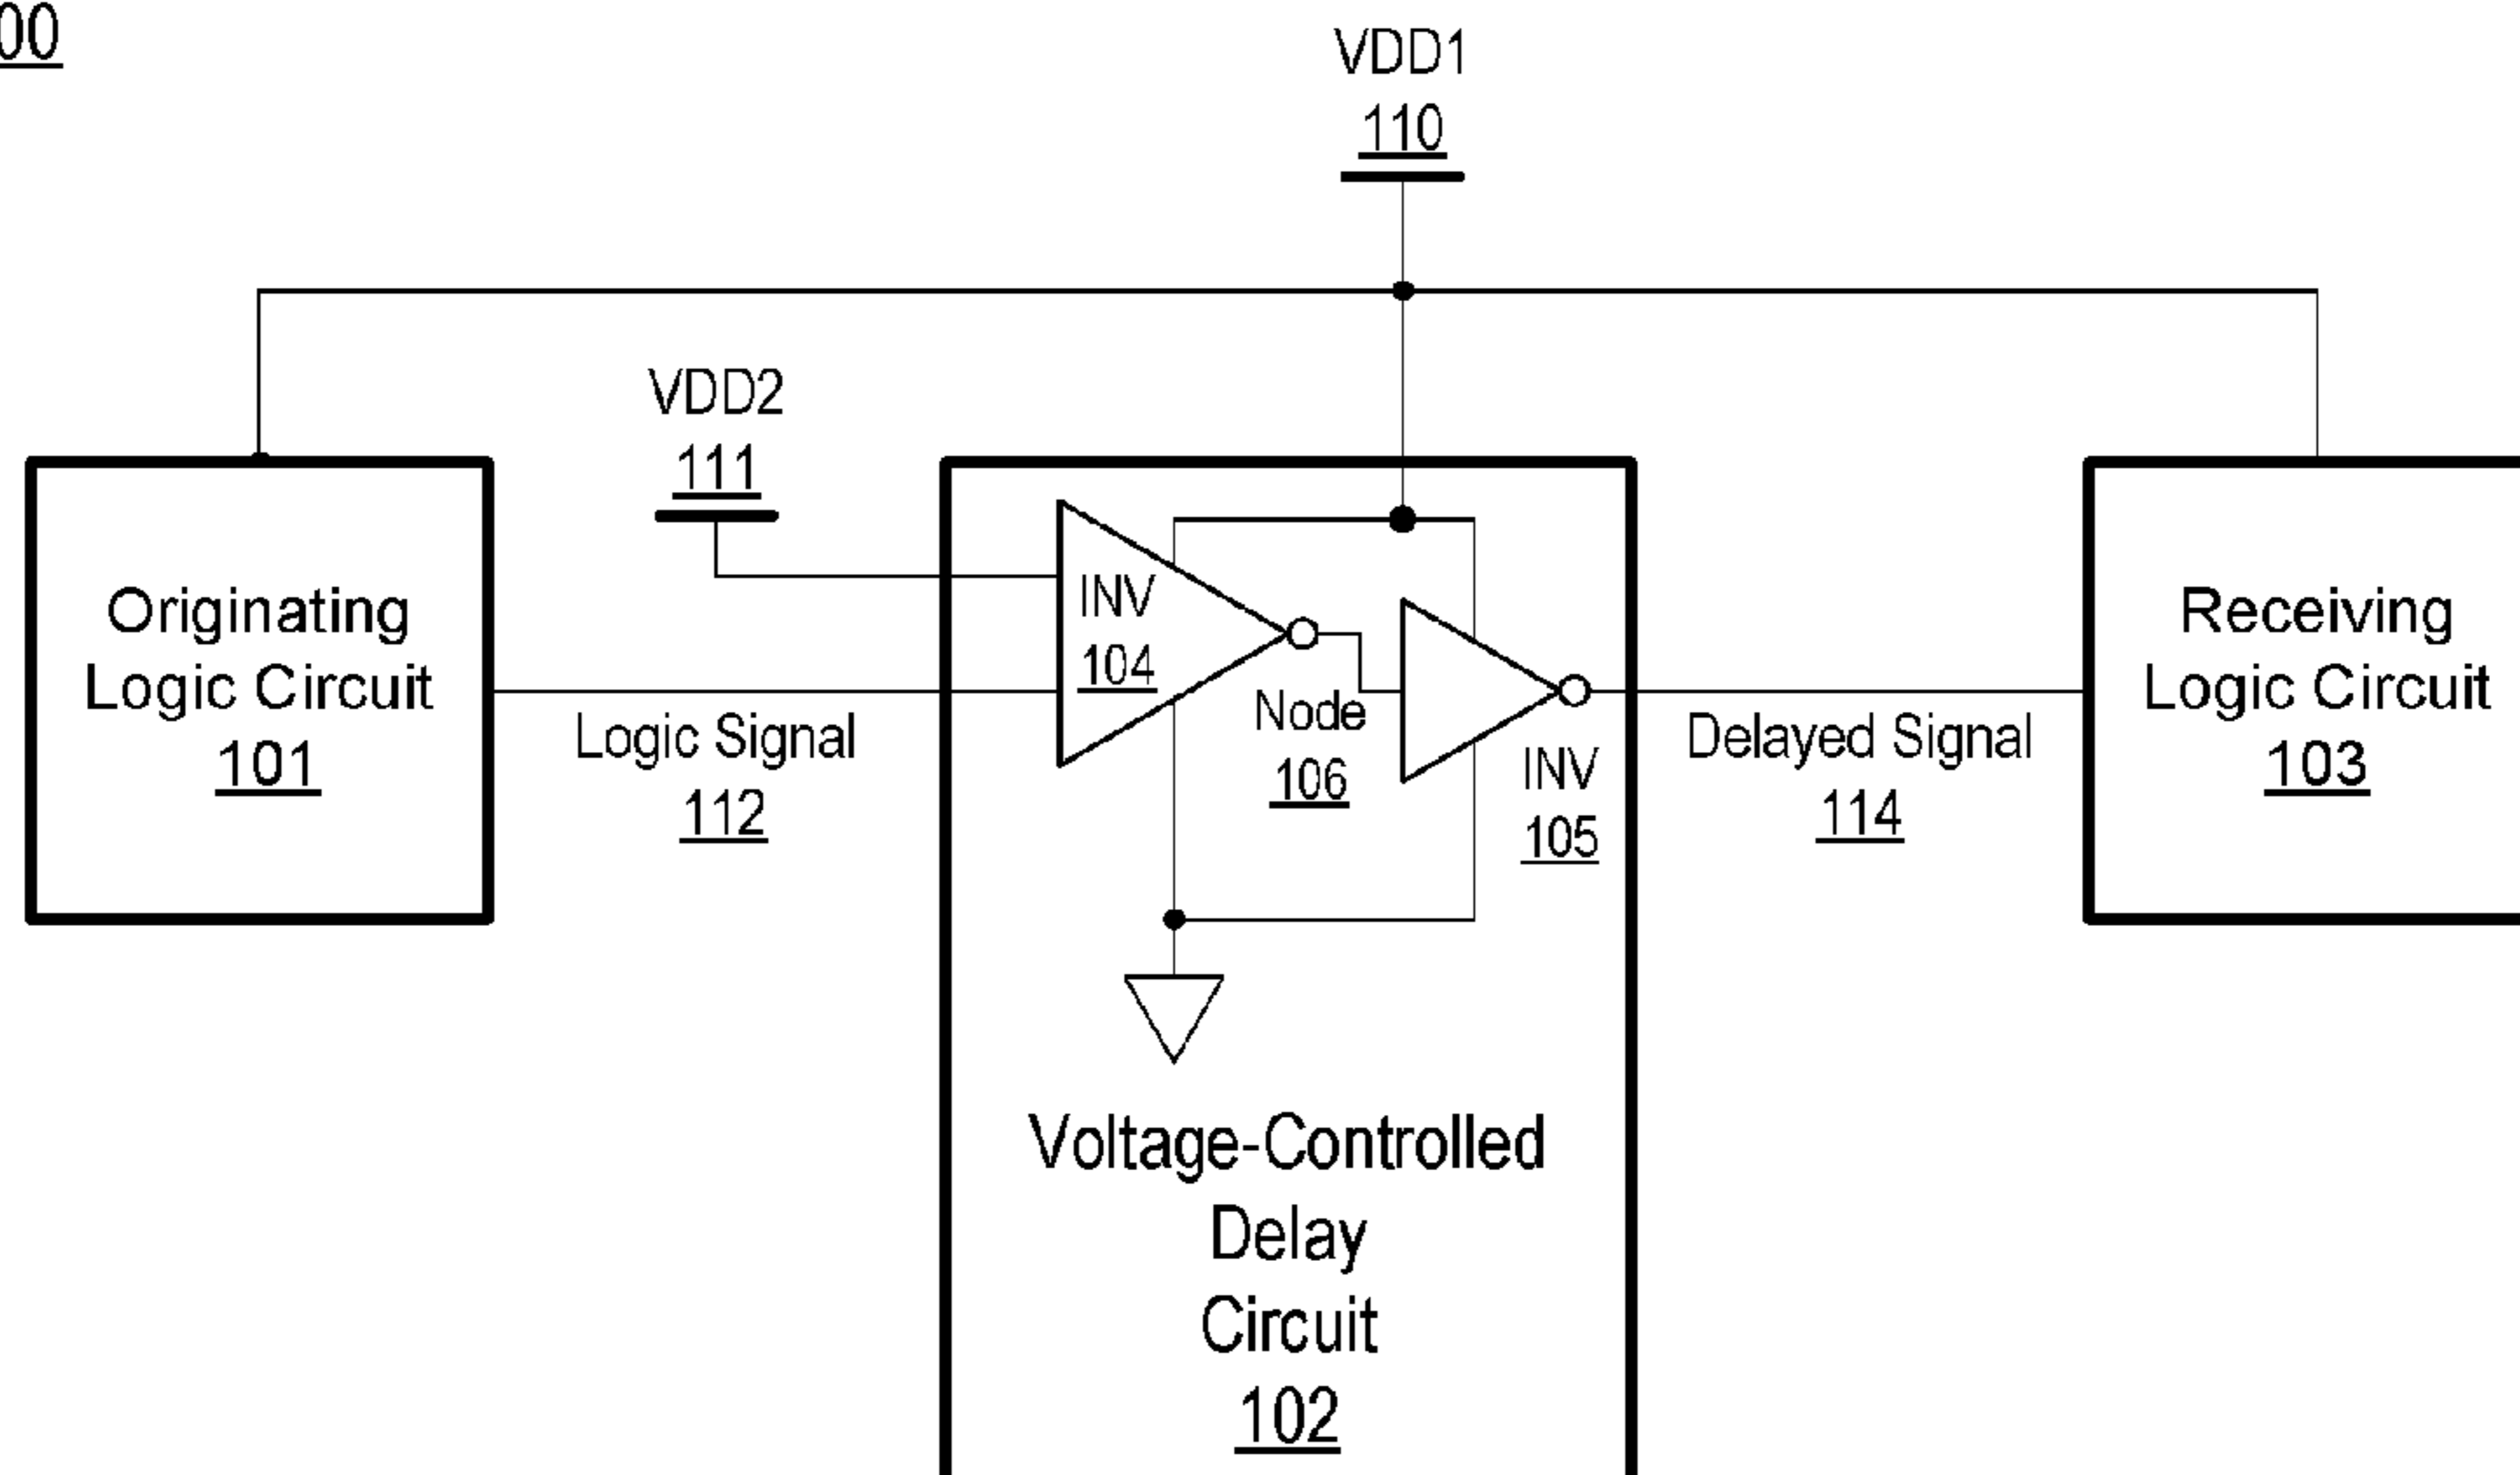 00
VDD1
110
VDD2
111
Originating
Logic Circuit
101
Logic Signal
112
INV
104
Node
106
INV
105
Delayed Signal
114
Receiving
Logic Circuit
103
Voltage-Controlled
Delay
Circuit
102